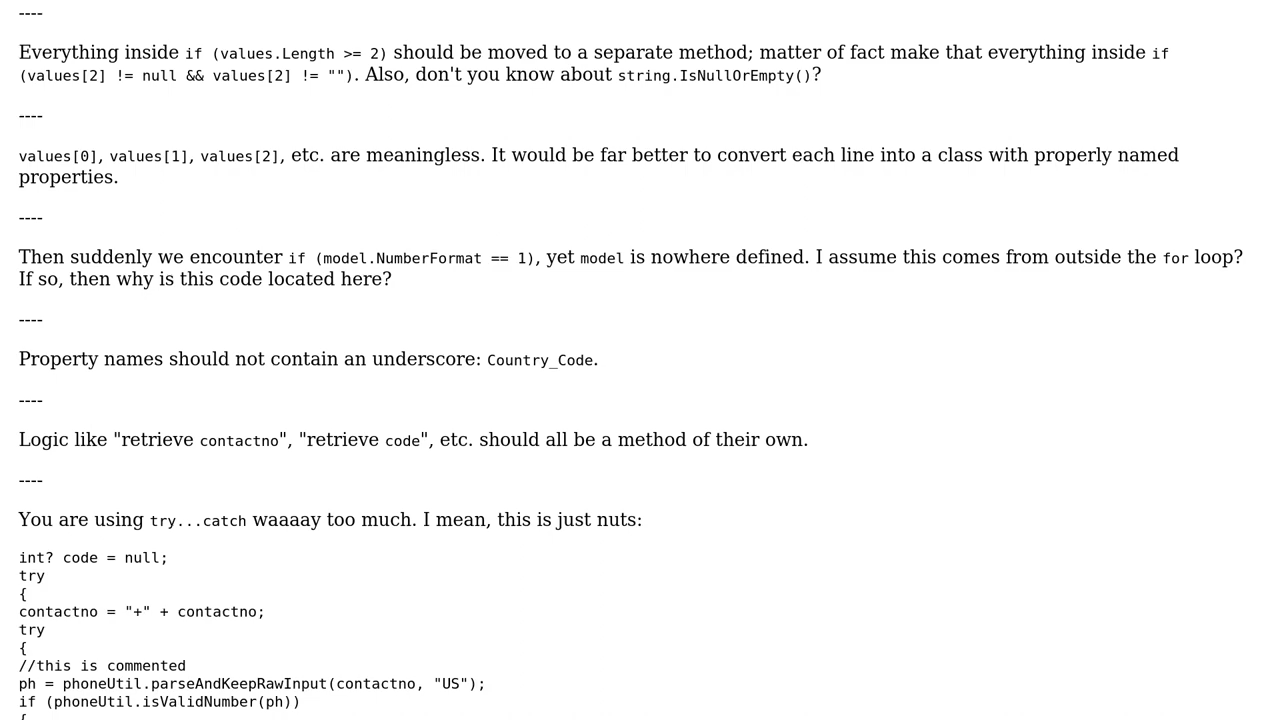 ----
Everything inside if (values.Length >= 2) should be moved to a separate method; matter of fact make that everything inside if
(values[2] != null && values[2] != ""). Also, don't you know about string.IsNullOrEmpty()?
----
values[0], values[1], values[2], etc. are meaningless. It would be far better to convert each line into a class with properly named
properties.
----
Then suddenly we encounter if (model.NumberFormat == 1), yet model is nowhere defined. I assume this comes from outside the for loop?
If so, then why is this code located here?
----
Property names should not contain an underscore: Country_Code.
----
Logic like "retrieve contactno", "retrieve code", etc. should all be a method of their own.
----
You are using try...catch waaaay too much. I mean, this is just nuts:
int? code = null;
try
{
contactno = "+" + contactno;
try
{
//this is commented
ph = phoneUtil.parseAndKeepRawInput(contactno, "US");
if (phoneUtil.isValidNumber(ph))
{